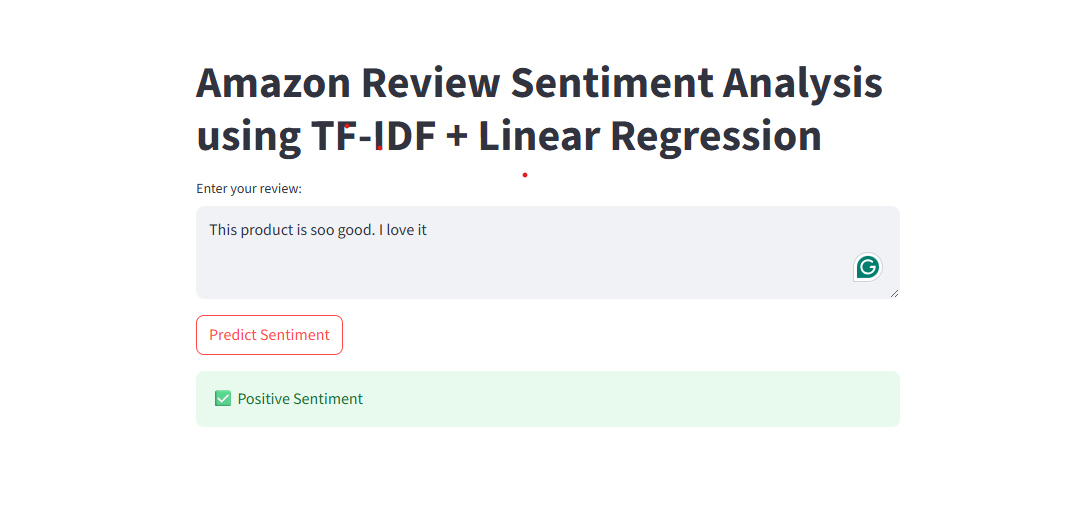 Amazon Review Sentiment Analysis
using TF-IDF + Linear Regression
Enter your review:
This product is soo good. I love it
Predict Sentiment
✅ Positive Sentiment